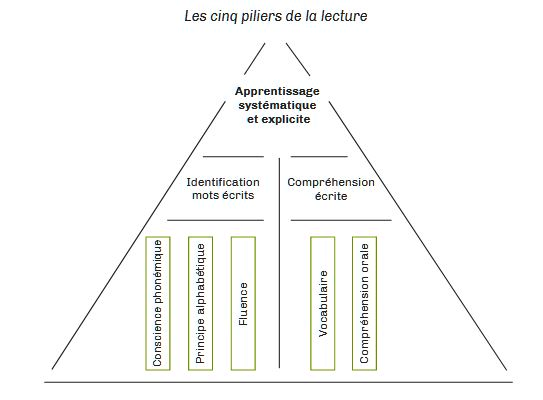 Les cinq piliers de la lecture
Apprentissage
systématique
et explicite
Identification
mots écrits
Compréhension
écrite
Conscience phonémique
Principe alphabétique
Fluence
Vocabulaire
Compréhension orale